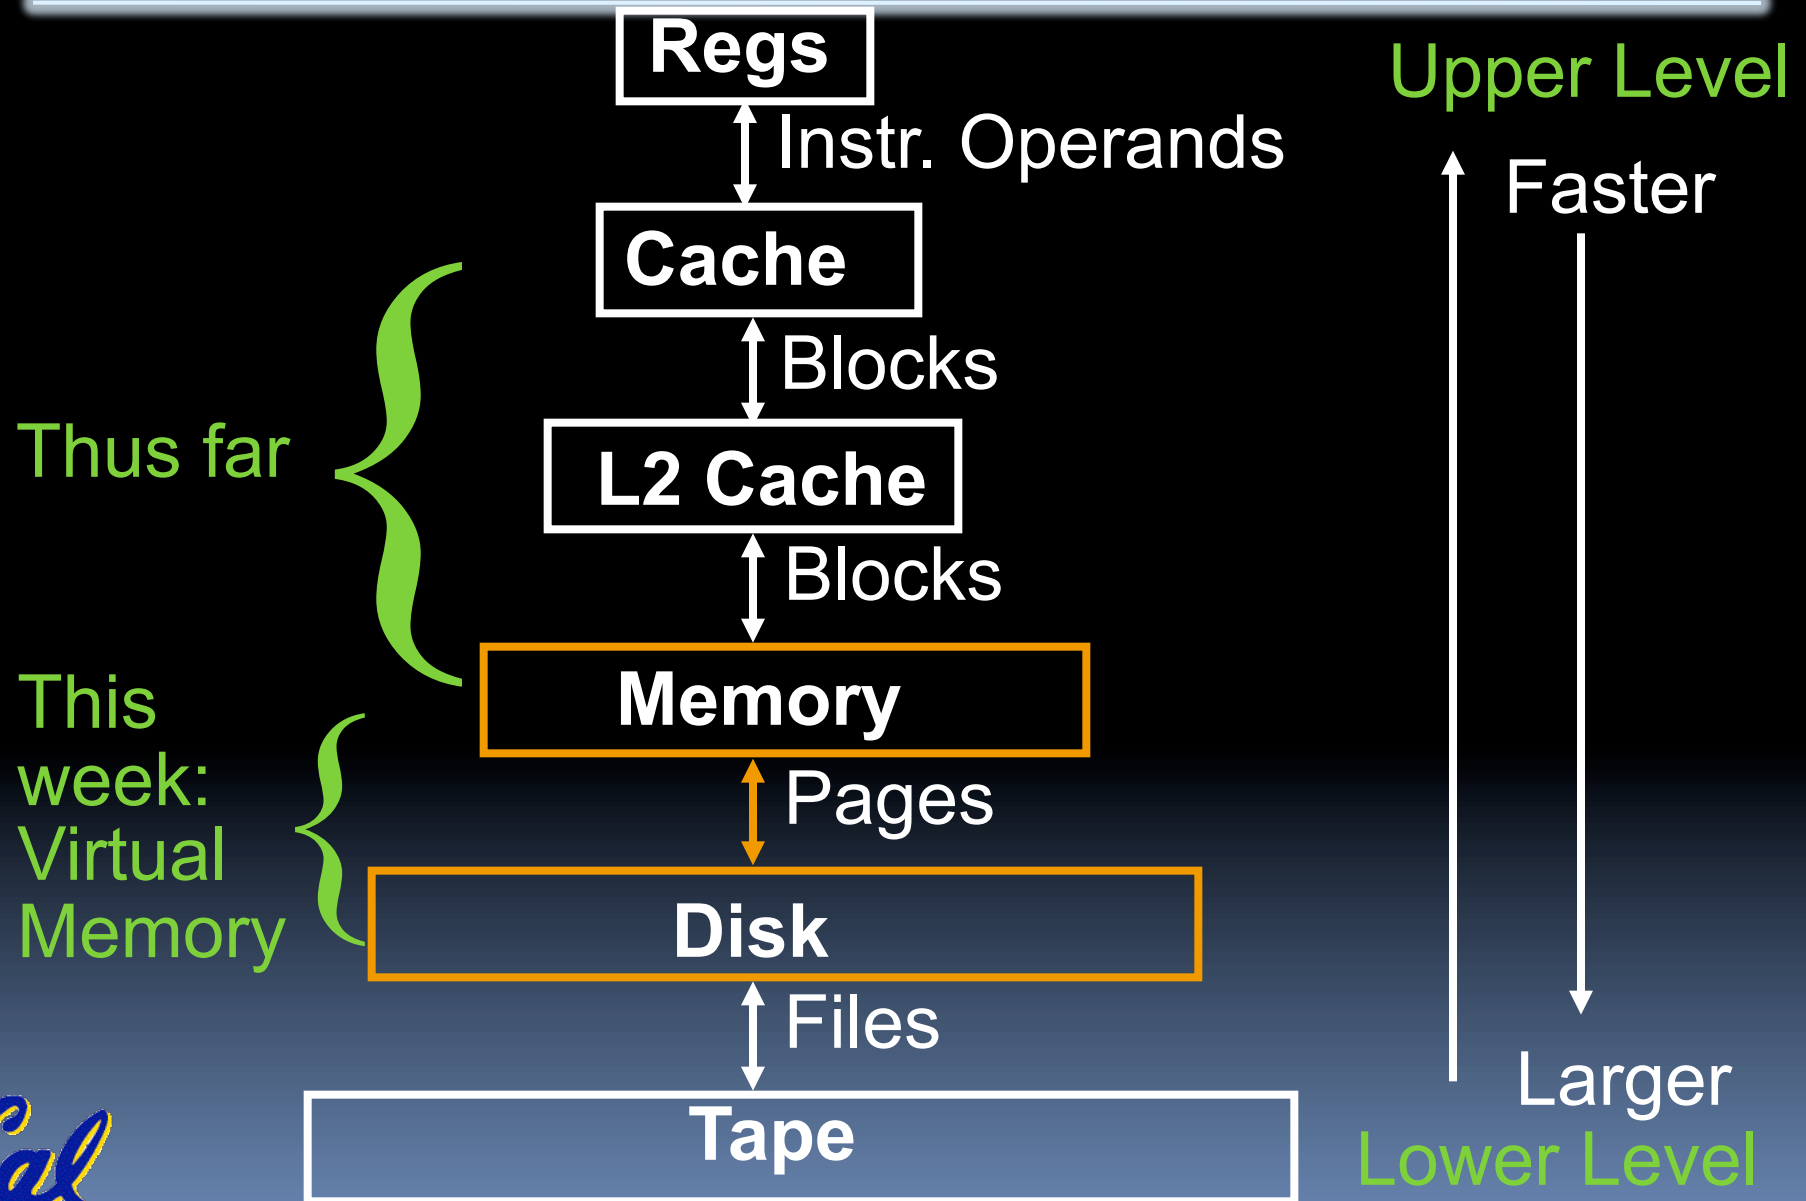 Regs
Upper Level
Instr. Operands
Faster
Cache
Blocks
Thus far
L2 Cache
Blocks
This
week:
Virtual
Memory
Memory
Pages
Disk
Files
Larger
Tape
Lower Level
Cal